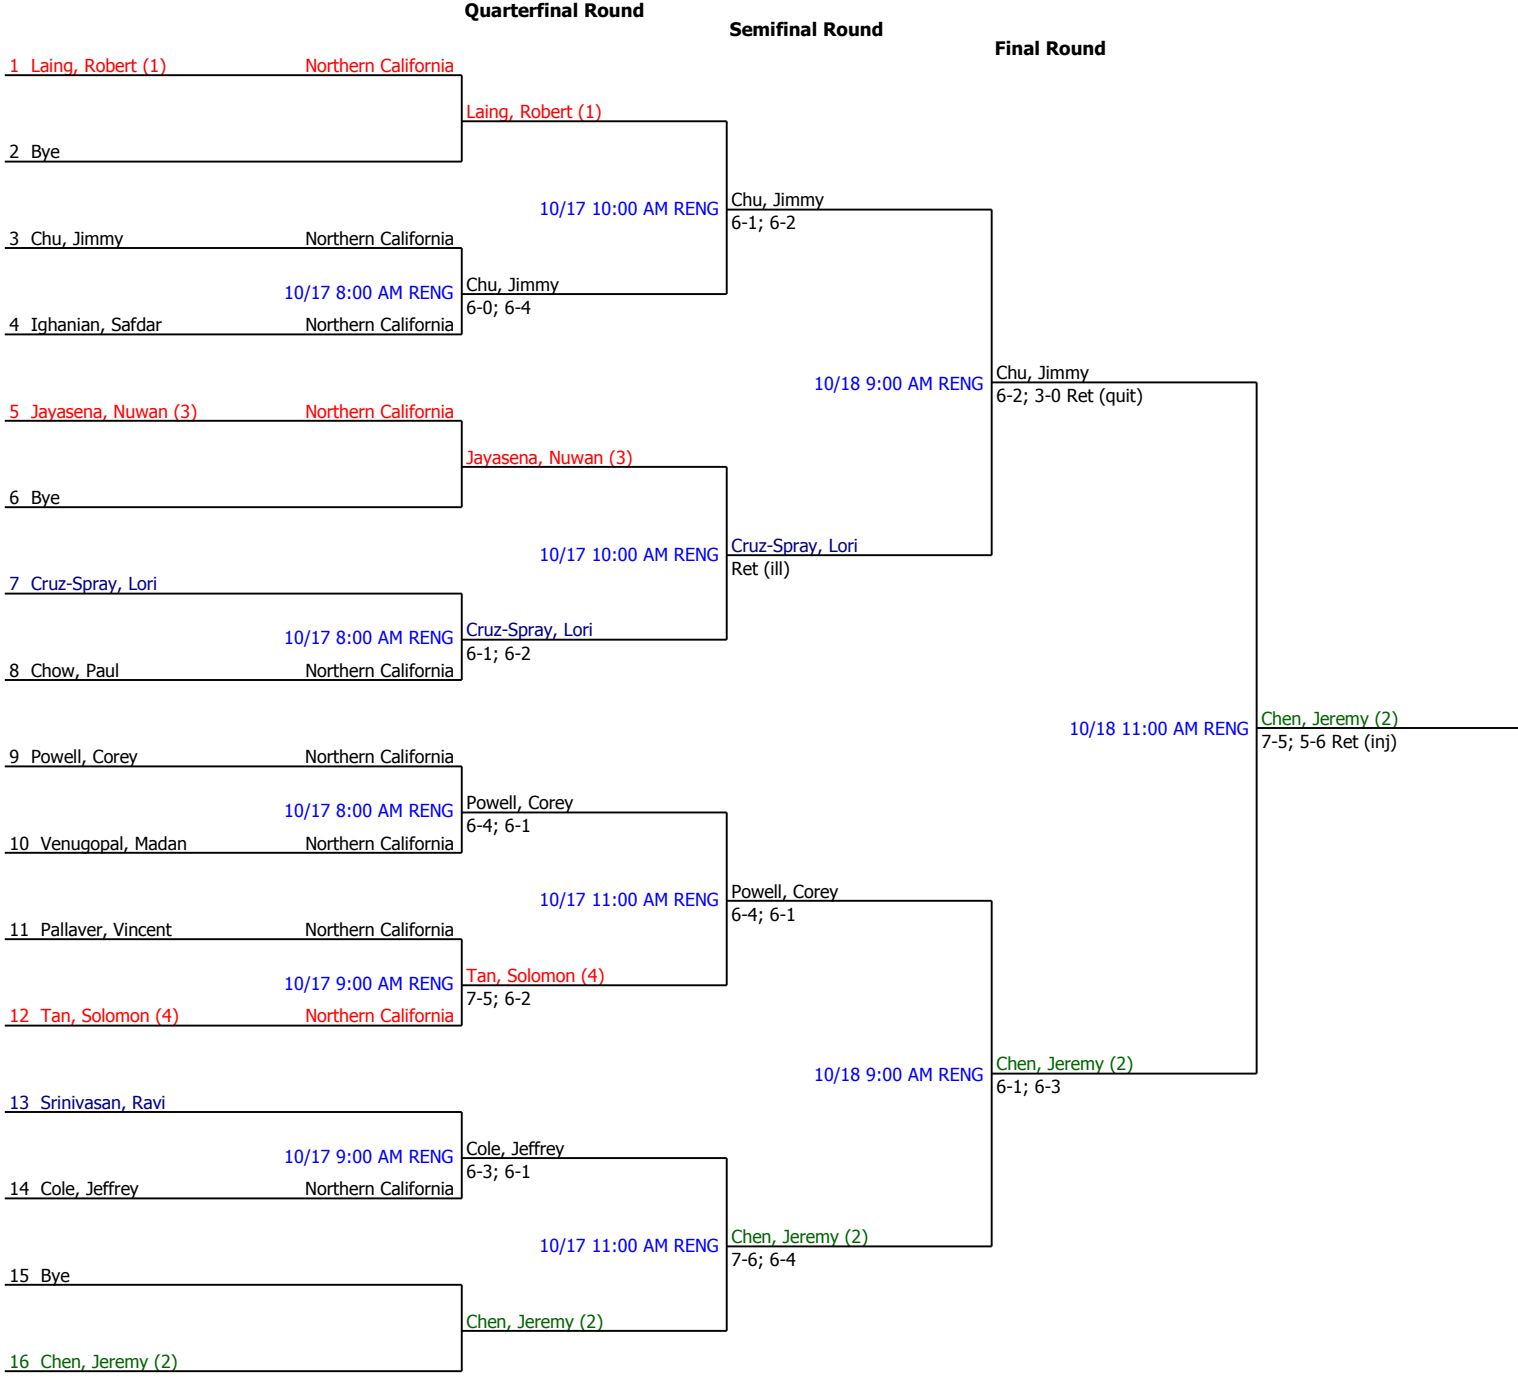 Quarterfinal Round
Semifinal Round
Final Round
1 Laing, Robert (1) Northern California
Laing, Robert (1)
2 Bye
10/17 10:00 AM RENG Chu, Jimmy
6-1; 6-2
3 Chu, Jimmy Northern California
10/17 8:00 AM RENG Chu, Jimmy
6-0; 6-4
4 Ighanian, Safdar Northern California
10/18 9:00 AM RENG Chu, Jimmy
6-2; 3-0 Ret (quit)
5 Jayasena, Nuwan (3) Northern California
Jayasena, Nuwan (3)
6 Bye
10/17 10:00 AM RENG Cruz-Spray, Lori
Ret (ill)
7 Cruz-Spray, Lori
10/17 8:00 AM RENG Cruz-Spray, Lori
6-1; 6-2
8 Chow, Paul Northern California
10/18 11:00 AM RENG Chen, Jeremy (2)
7-5; 5-6 Ret (inj)
9 Powell, Corey Northern California
10/17 8:00 AM RENG Powell, Corey
6-4; 6-1
10 Venugopal, Madan Northern California
10/17 11:00 AM RENG Powell, Corey
6-4; 6-1
11 Pallaver, Vincent Northern California
10/17 9:00 AM RENG Tan, Solomon (4)
7-5; 6-2
12 Tan, Solomon (4) Northern California
10/18 9:00 AM RENG Chen, Jeremy (2)
6-1; 6-3
13 Srinivasan, Ravi
10/17 9:00 AM RENG Cole, Jeffrey
6-3; 6-1
14 Cole, Jeffrey Northern California
10/17 11:00 AM RENG Chen, Jeremy (2)
7-6; 6-4
15 Bye
Chen, Jeremy (2)
16 Chen, Jeremy (2)